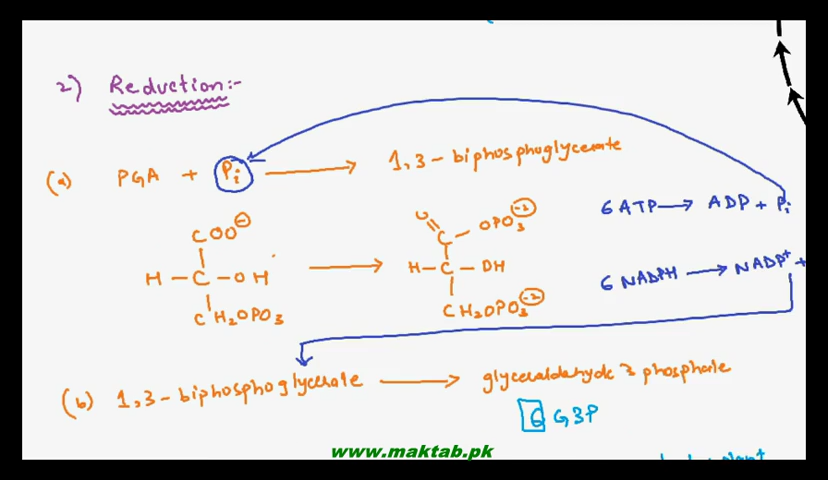 2) Reduction:-
(a) PGA + Pi ⟶ 1,3-biphosphoglycerate
6 ATP ⟶ ADP + Pi
COO⊖
H-C-OH
CH₂OPO₃
O
C-OPO₃⁻²
H-C-OH
CH₂OPO₃⁻²
6 NADPH ⟶ NADP⁺ +
(b) 1,3-biphosphoglycerate ⟶ glyceraldehyde 3 phosphate
6 G3P
www.maktab.pk